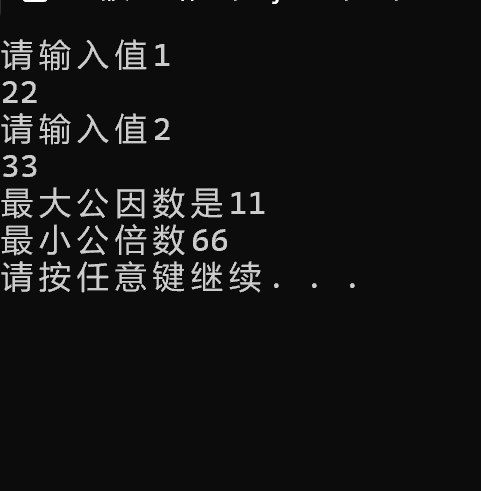 请输入值1
22
请输入值2
33
最大公因数是11
最小公倍数66
请按任意键继续. . .